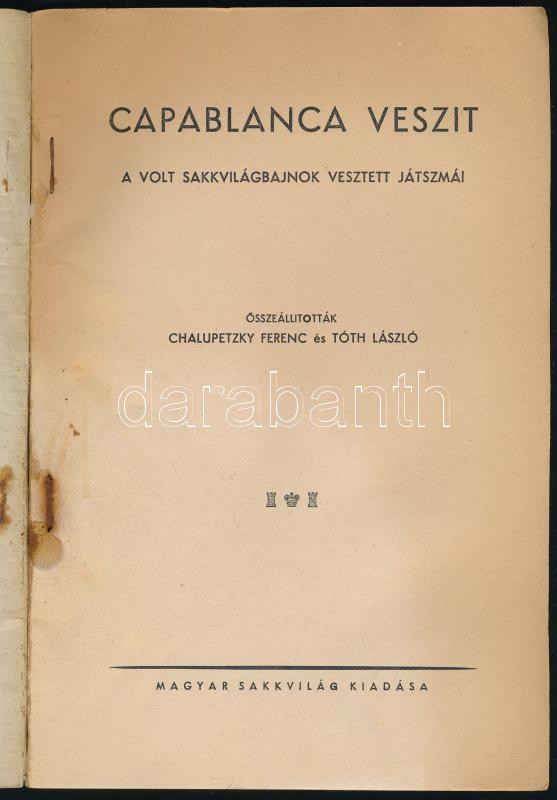 CAPABLANCA VESZIT
A VOLT SAKKVILÁGBAJNOK VESZTETT JÁTSZMÁI
ÖSSZEÁLLITOTTÁK
CHALUPETZKY FERENC és TÓTH LÁSZLÓ
darabanth
MAGYAR SAKKVILÁG KIADÁSA